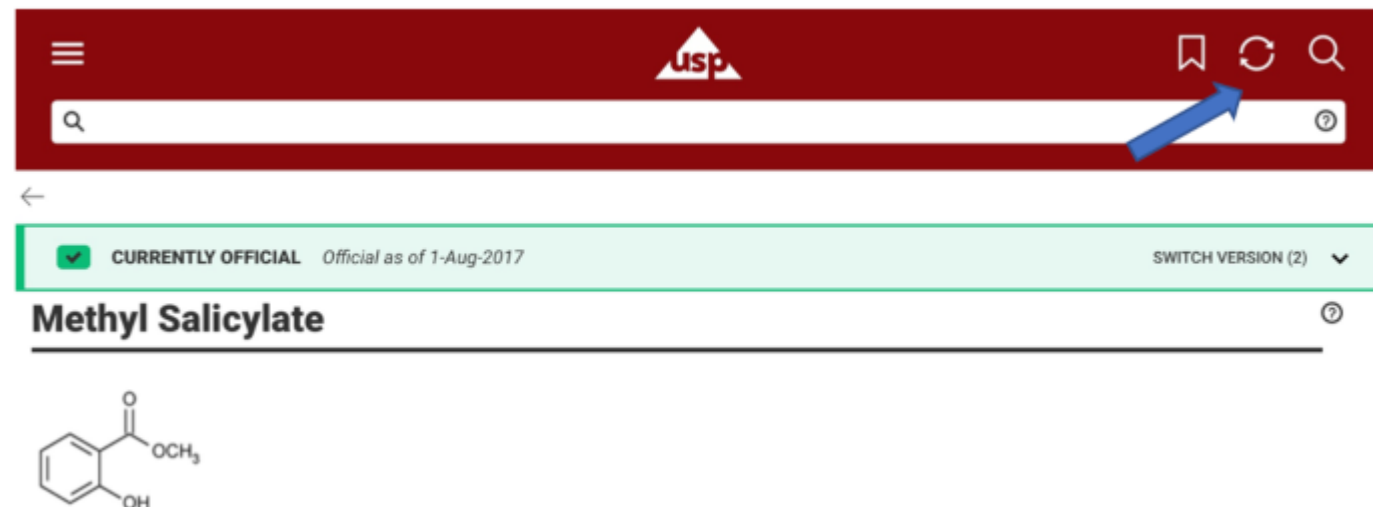 usp
CURRENTLY OFFICIAL Official as of 1-Aug-2017 SWITCH VERSION (2)
Methyl Salicylate
O
OCH₃
OH